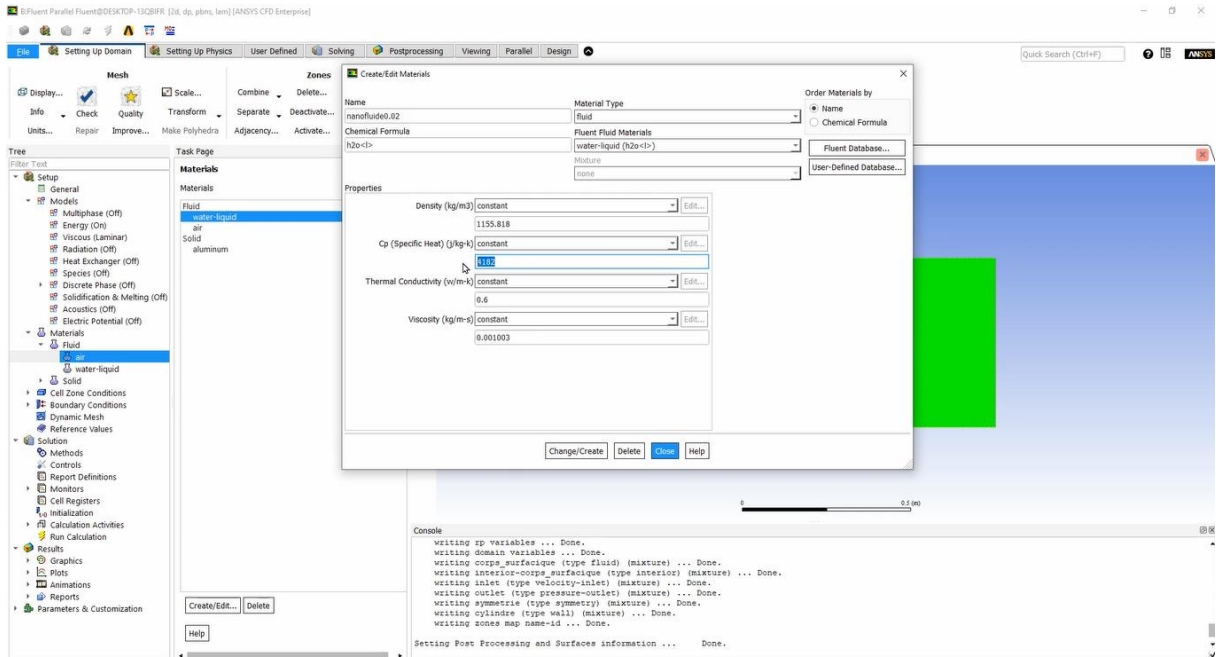 B:Fluent Parallel Fluent@DESKTOP-13QBIFR [2d, dp, pbns, lam] [ANSYS CFD Enterprise]
File Setting Up Domain Setting Up Physics User Defined Solving Postprocessing Viewing Parallel Design
Quick Search (Ctrl+F) ANSYS
Mesh
Zones
Display...
Info
Units...
Check
Repair
Quality
Improve...
Scale...
Transform
Make Polyhedra
Combine
Separate
Adjacency...
Delete...
Deactivate...
Activate...
Tree
Filter Text
Setup
General
Models
Multiphase (Off)
Energy (On)
Viscous (Laminar)
Radiation (Off)
Heat Exchanger (Off)
Species (Off)
Discrete Phase (Off)
Solidification & Melting (Off)
Acoustics (Off)
Electric Potential (Off)
Materials
Fluid
air
water-liquid
Solid
Cell Zone Conditions
Boundary Conditions
Dynamic Mesh
Reference Values
Solution
Methods
Controls
Report Definitions
Monitors
Cell Registers
Initialization
Calculation Activities
Run Calculation
Results
Graphics
Plots
Animations
Reports
Parameters & Customization
Task Page
Materials
Materials
Fluid
water-liquid
air
Solid
aluminum
Create/Edit... Delete
Help
Create/Edit Materials
Name
nanofluide0.02
Chemical Formula
h2o<l>
Material Type
fluid
Fluent Fluid Materials
water-liquid (h2o<l>)
Mixture
none
Order Materials by
Name
Chemical Formula
Fluent Database...
User-Defined Database...
Properties
Density (kg/m3) constant Edit...
1155.818
Cp (Specific Heat) (j/kg-k) constant Edit...
4182
Thermal Conductivity (w/m-k) constant Edit...
0.6
Viscosity (kg/m-s) constant Edit...
0.001003
Change/Create Delete Close Help
0 0.5 (m)
Console
writing rp variables ... Done.
writing domain variables ... Done.
writing corps_surfacique (type fluid) (mixture) ... Done.
writing interior-corps_surfacique (type interior) (mixture) ... Done.
writing inlet (type velocity-inlet) (mixture) ... Done.
writing outlet (type pressure-outlet) (mixture) ... Done.
writing symmetrie (type symmetry) (mixture) ... Done.
writing cylindre (type wall) (mixture) ... Done.
writing zones map name-id ... Done.
Setting Post Processing and Surfaces information ... Done.